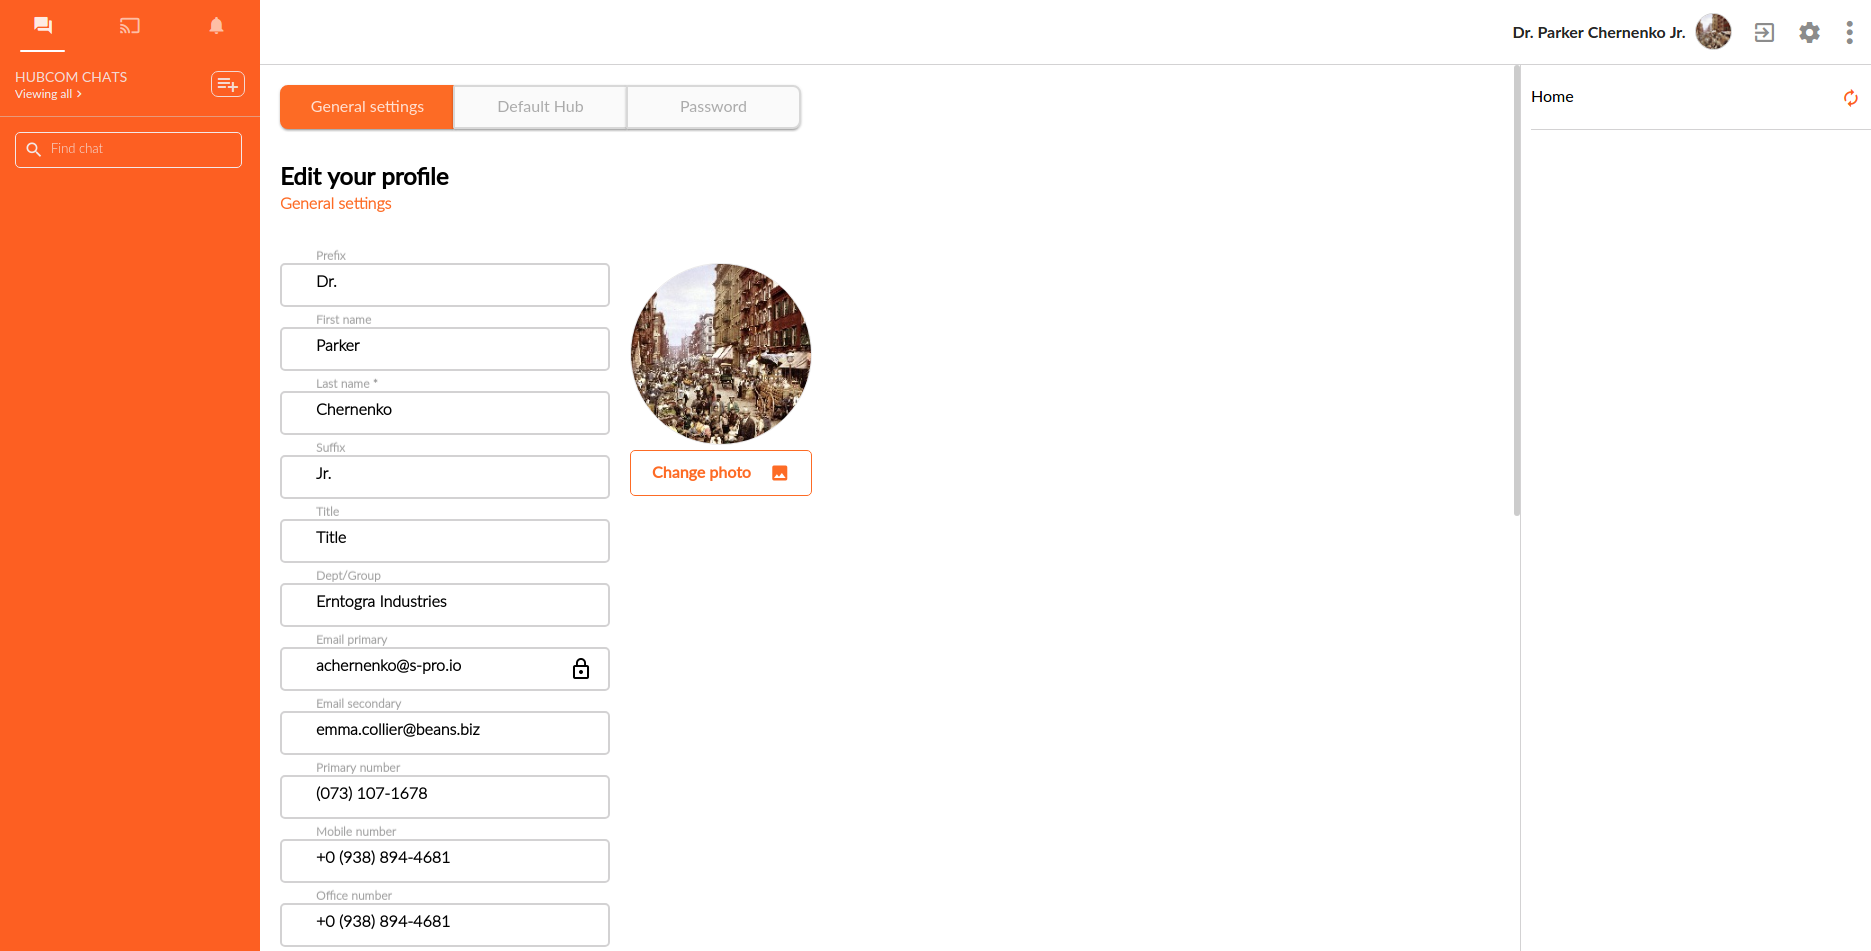 HUBCOM CHATS
Viewing all
Find chat
Dr. Parker Chernenko Jr.
General settings
Default Hub
Password
Edit your profile
General settings
Prefix
Dr.
First name
Parker
Last name *
Chernenko
Suffix
Jr.
Title
Title
Dept/Group
Erntogra Industries
Email primary
achernenko@s-pro.io
Email secondary
emma.collier@beans.biz
Primary number
(073) 107-1678
Mobile number
+0 (938) 894-4681
Office number
+0 (938) 894-4681
Change photo
Home